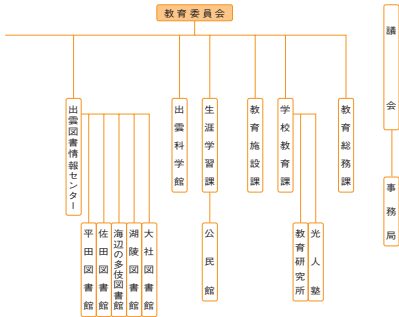 教育委員会
議会
出雲図書情報センター
出雲科学館
生涯学習課
教育施設課
学校教育課
教育総務課
事務局
平田図書館
佐田図書館
海辺の多伎図書館
湖陵図書館
大社図書館
公民館
教育研究所
光人塾